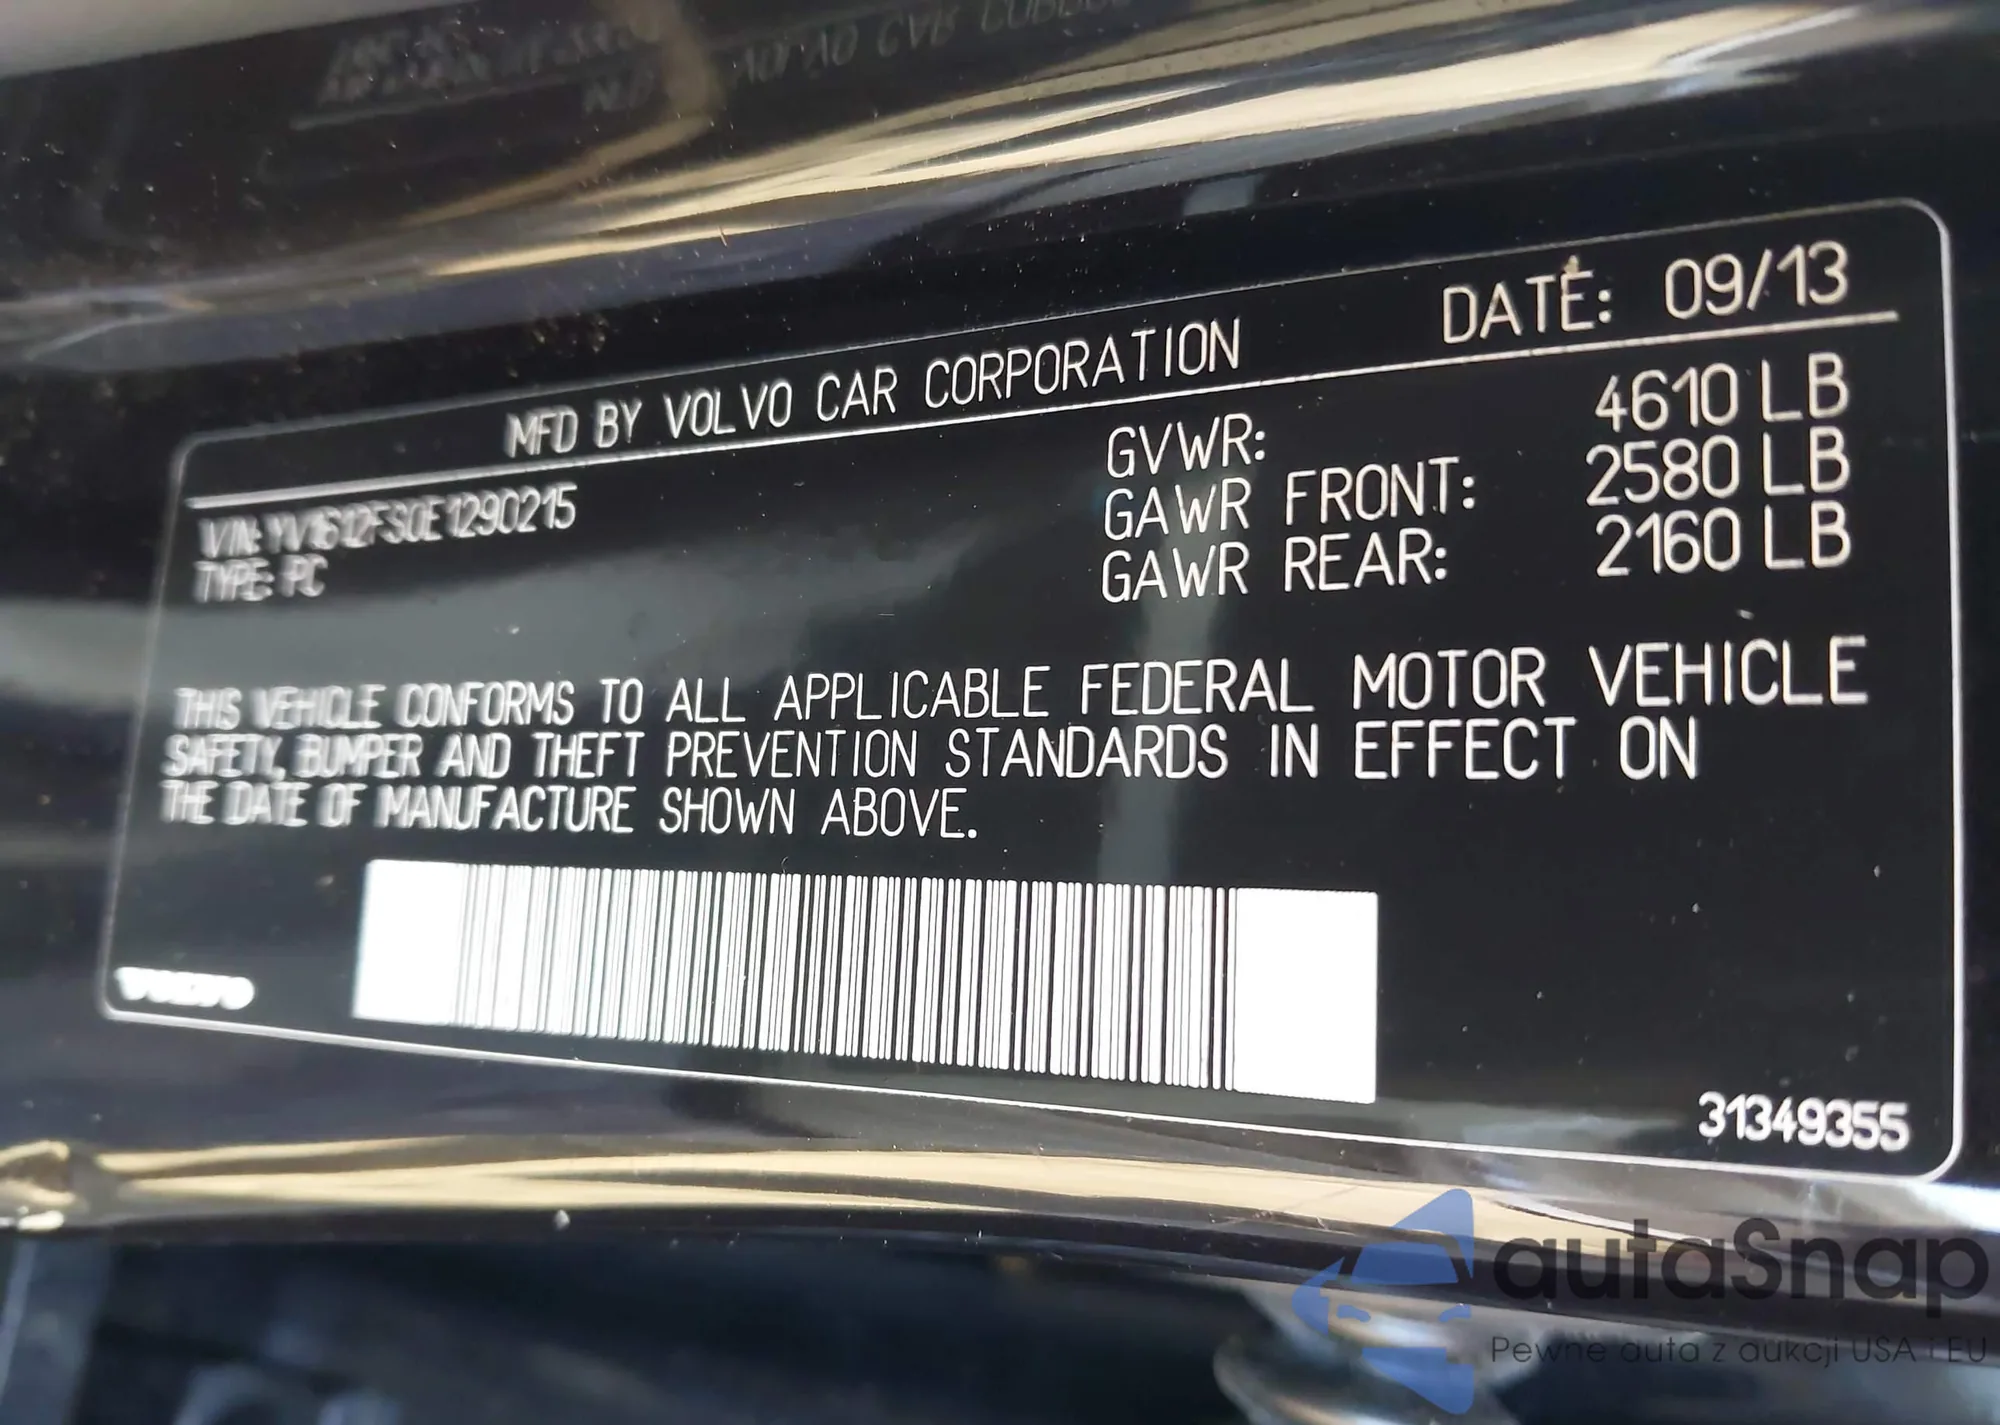 MFD BY VOLVO CAR CORPORATION DATE: 09/13
VIN: YV1612FS0E1290215 GVWR: 4610 LB
TYPE: PC GAWR FRONT: 2580 LB
GAWR REAR: 2160 LB
THIS VEHICLE CONFORMS TO ALL APPLICABLE FEDERAL MOTOR VEHICLE
SAFETY, BUMPER AND THEFT PREVENTION STANDARDS IN EFFECT ON
THE DATE OF MANUFACTURE SHOWN ABOVE.
VOLVO
31349355
autaSnap
Pewne auta z aukcji USA i EU